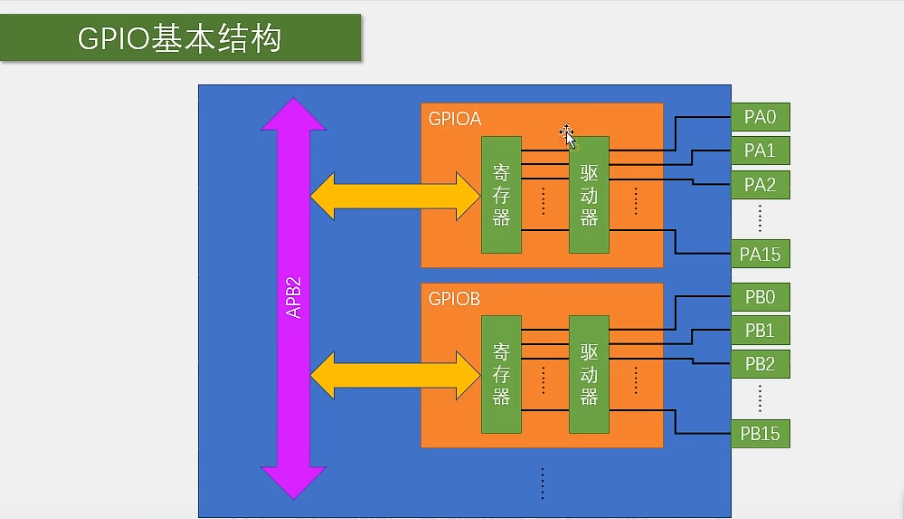 GPIO基本结构
GPIOA
寄存器
驱动器
PA0
PA1
PA2
PA15
APB2
GPIOB
寄存器
驱动器
PB0
PB1
PB2
PB15